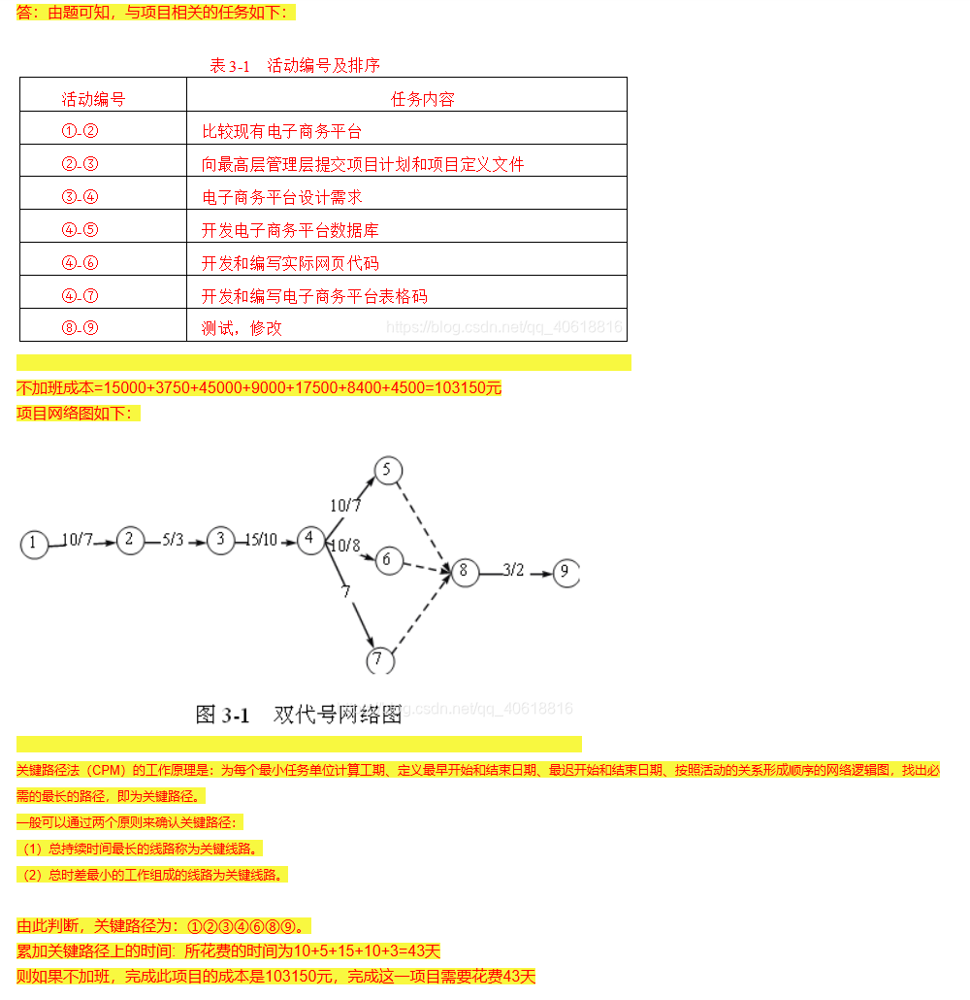 答：由题可知，与项目相关的任务如下：
表 3-1 活动编号及排序
活动编号 任务内容
①-② 比较现有电子商务平台
②-③ 向最高层管理层提交项目计划和项目定义文件
③-④ 电子商务平台设计需求
④-⑤ 开发电子商务平台数据库
④-⑥ 开发和编写实际网页代码
④-⑦ 开发和编写电子商务平台表格码
⑧-⑨ 测试，修改
https://blog.csdn.net/qq_40618816
不加班成本=15000+3750+45000+9000+17500+8400+4500=103150元
项目网络图如下：
5
10/7
1 10/7 2 5/3 3 15/10 4 10/8 6 8 3/2 9
7
7
图 3-1 双代号网络图
g.csdn.net/qq_40618816
关键路径法（CPM）的工作原理是：为每个最小任务单位计算工期、定义最早开始和结束日期、最迟开始和结束日期、按照活动的关系形成顺序的网络逻辑图，找出必
需的最长的路径，即为关键路径。
一般可以通过两个原则来确认关键路径：
（1）总持续时间最长的线路称为关键线路。
（2）总时差最小的工作组成的线路为关键线路。
由此判断，关键路径为：①②③④⑥⑧⑨。
累加关键路径上的时间: 所花费的时间为10+5+15+10+3=43天
则如果不加班，完成此项目的成本是103150元，完成这一项目需要花费43天